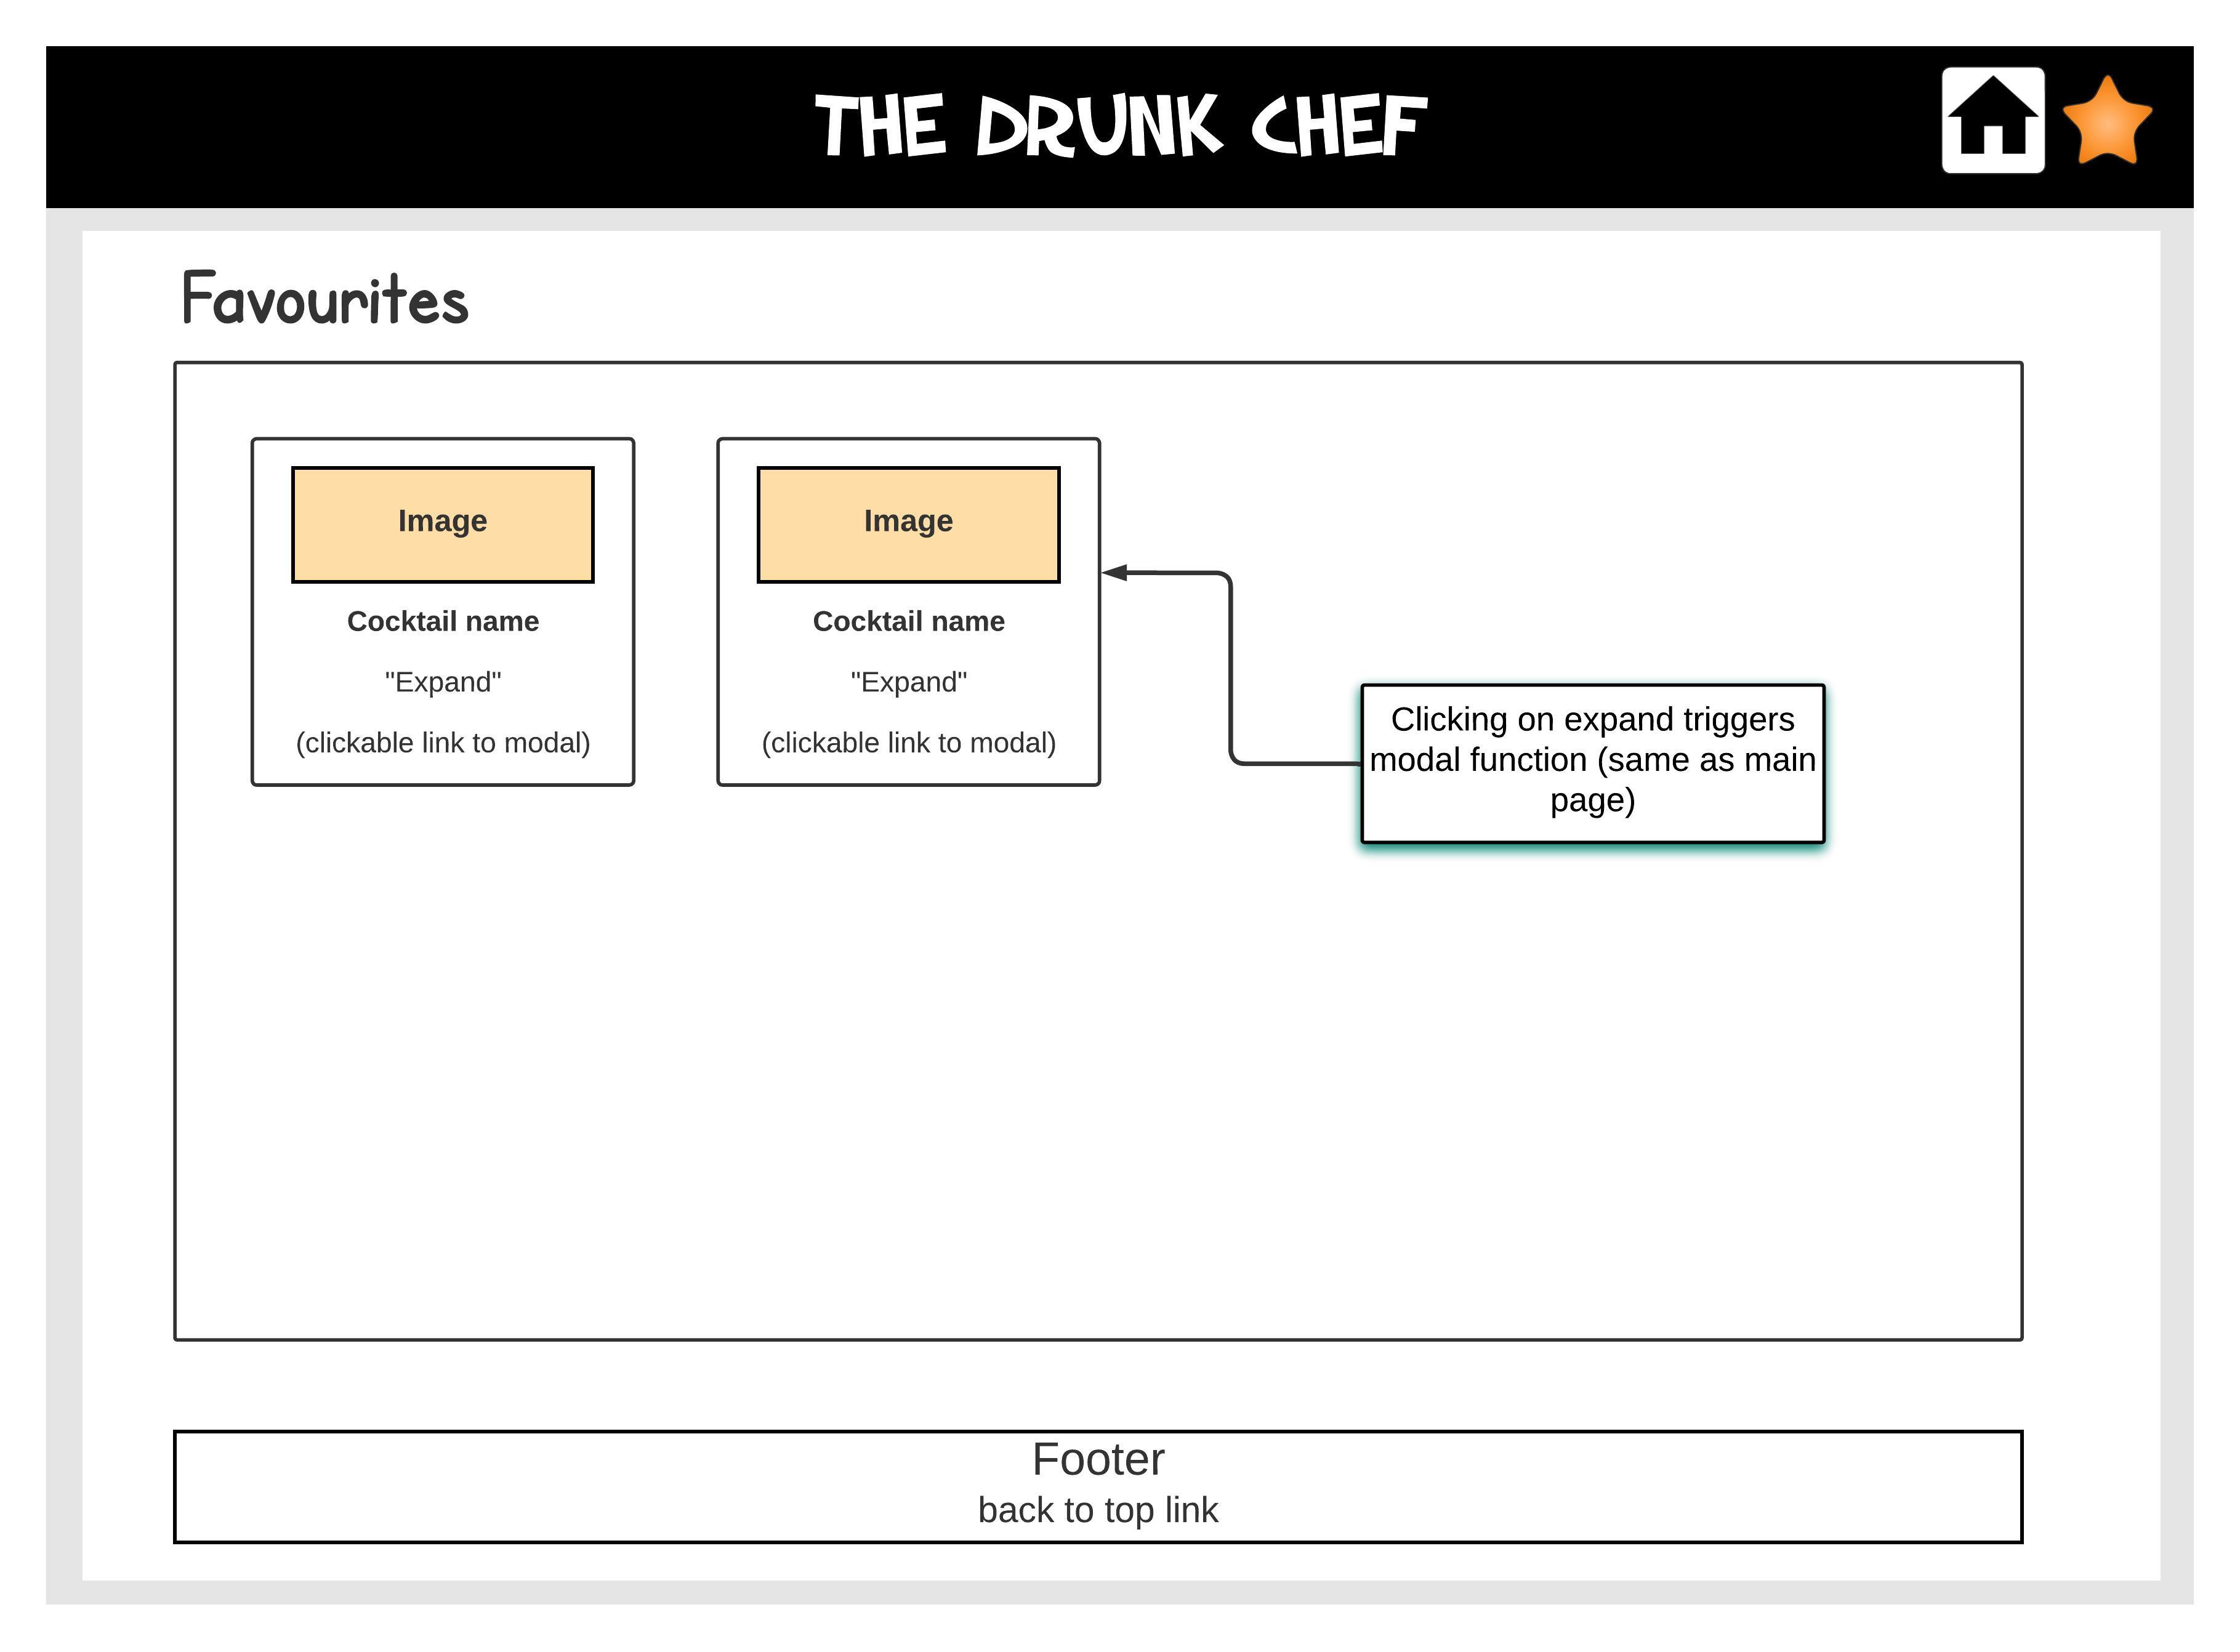 THE DRUNK CHEF
Favourites
Image
Cocktail name
"Expand"
(clickable link to modal)
Image
Cocktail name
"Expand"
(clickable link to modal)
Clicking on expand triggers
modal function (same as main
page)
Footer
back to top link